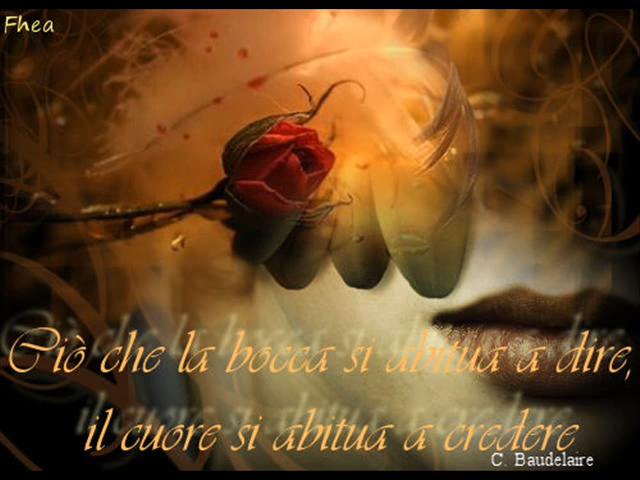 Fhea
Ciò che la bocca si abitua a dire,
il cuore si abitua a credere
C. Baudelaire